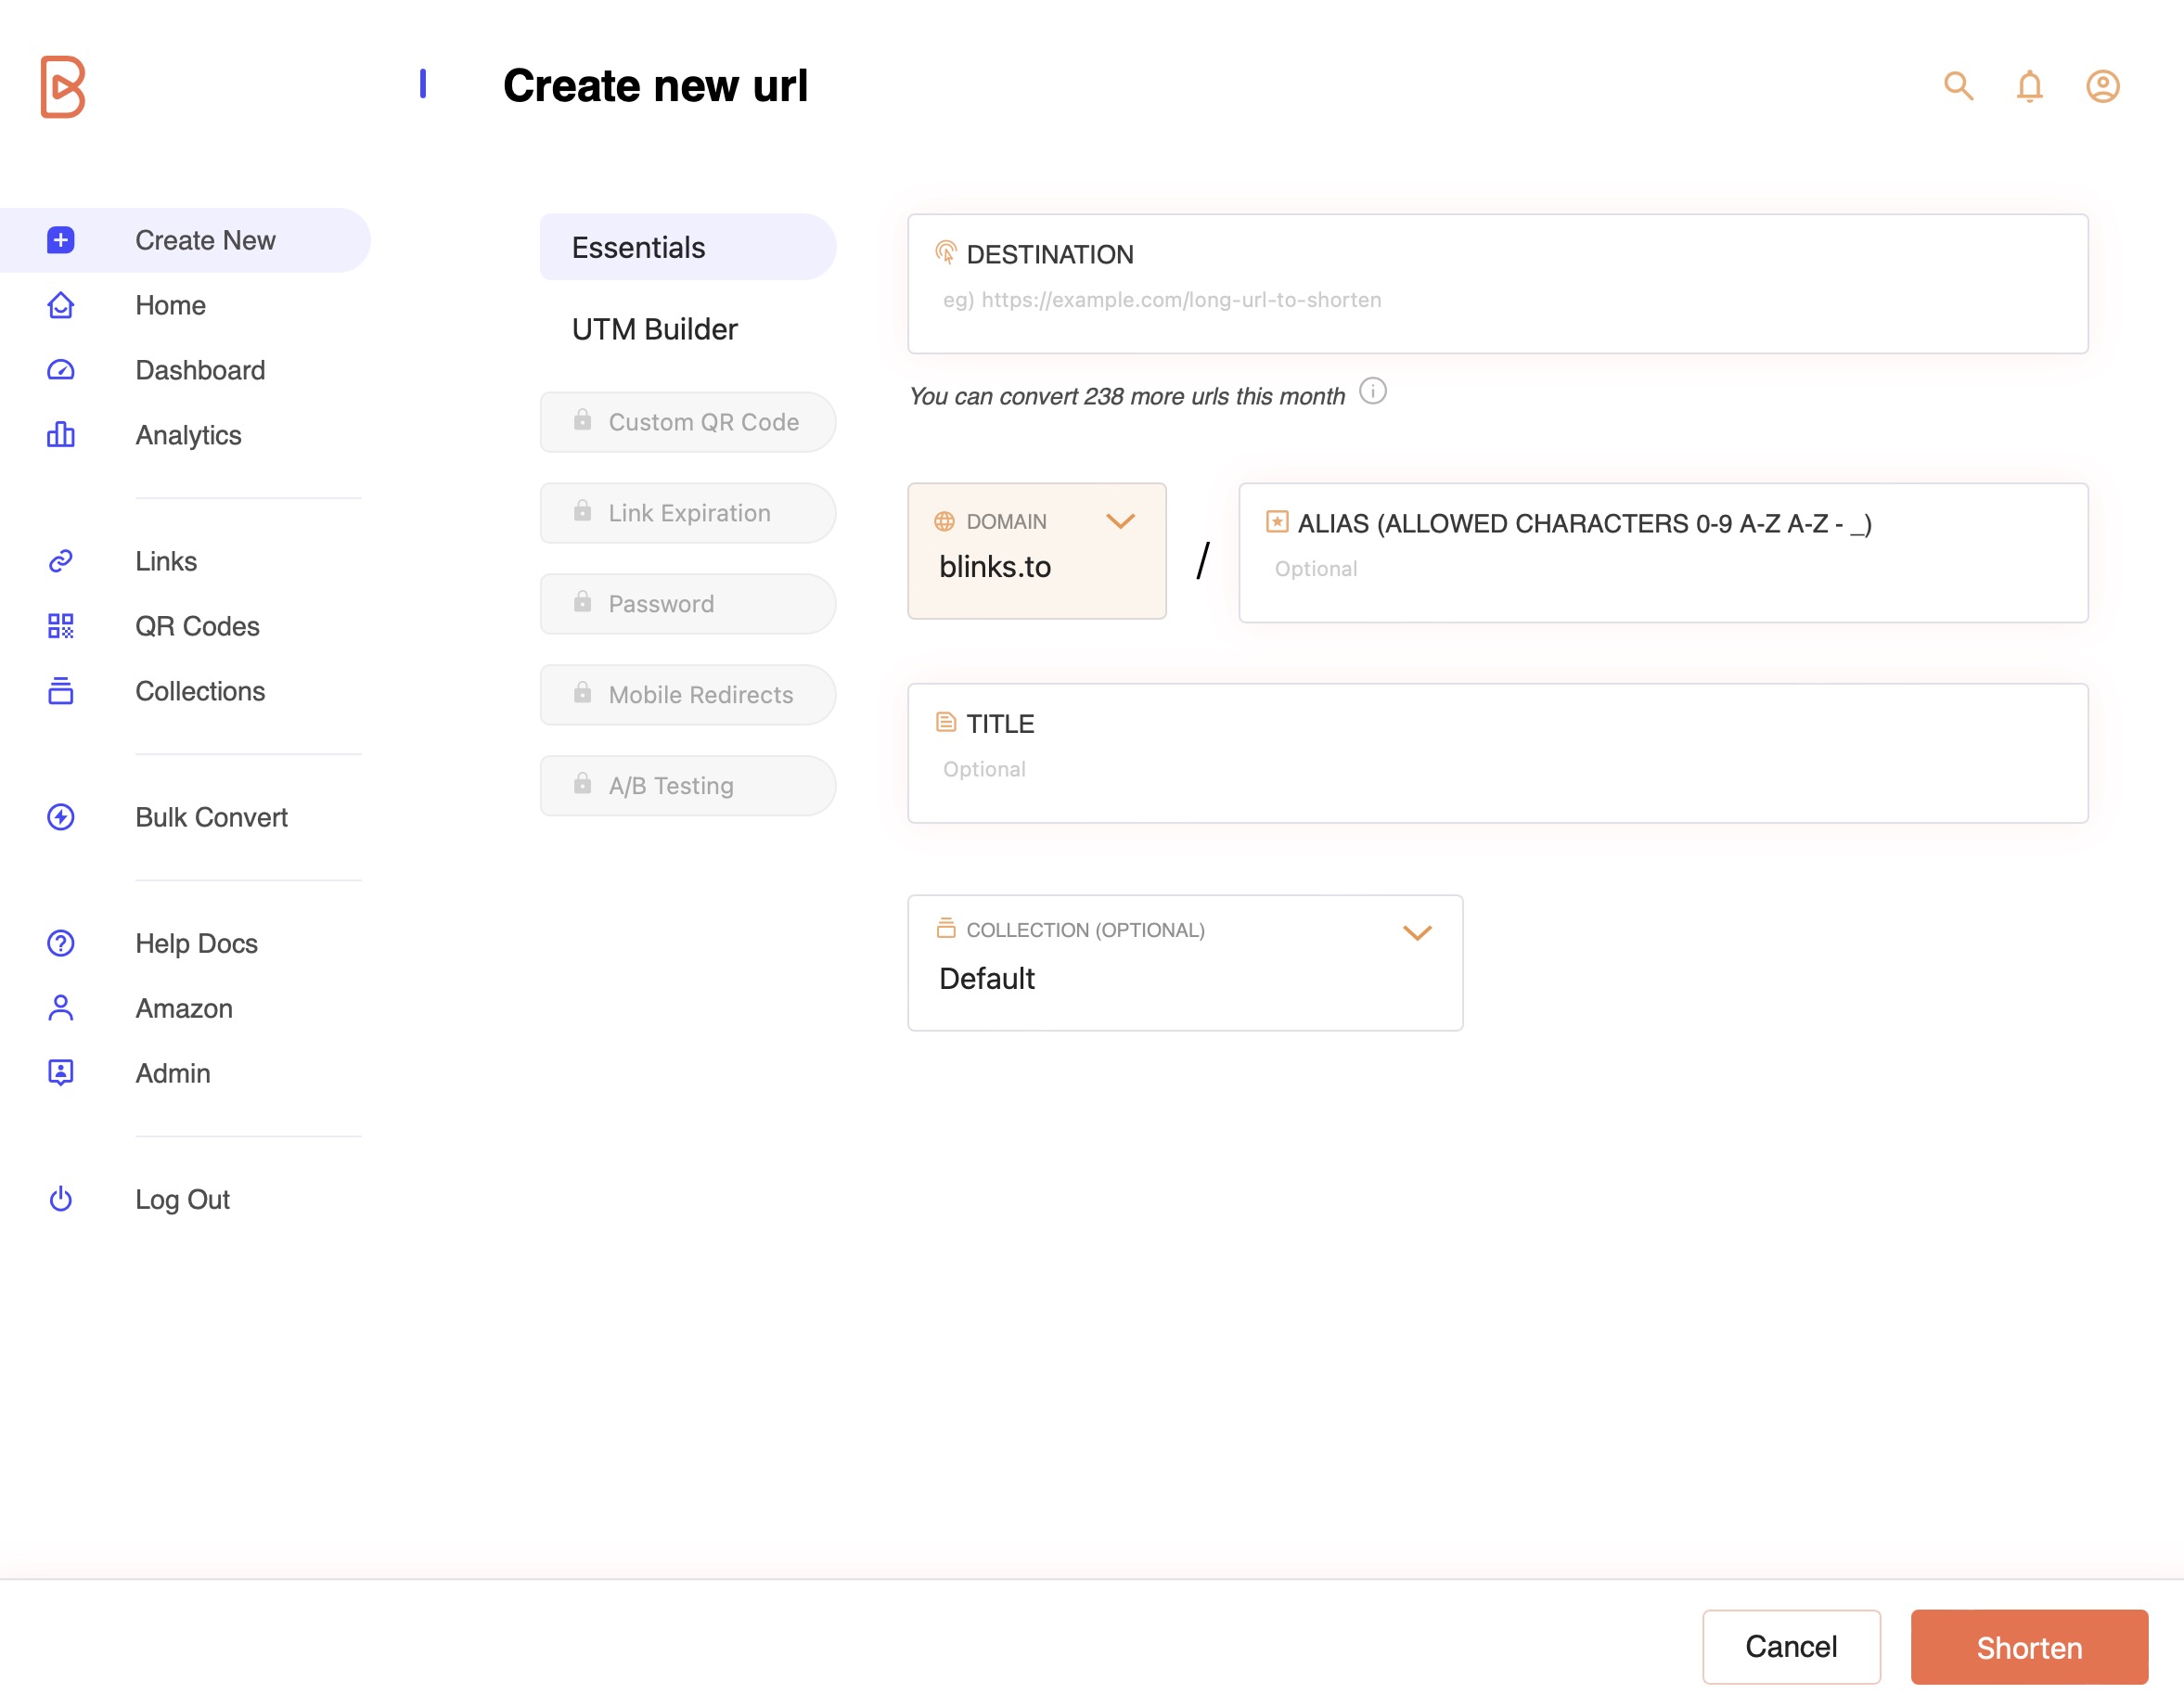 Create new url
Create New
Home
Dashboard
Analytics
Links
QR Codes
Collections
Bulk Convert
Help Docs
Amazon
Admin
Log Out
Essentials
UTM Builder
Custom QR Code
Link Expiration
Password
Mobile Redirects
A/B Testing
DESTINATION
eg) https://example.com/long-url-to-shorten
You can convert 238 more urls this month
DOMAIN
blinks.to
/
ALIAS (ALLOWED CHARACTERS 0-9 A-Z A-Z - _)
Optional
TITLE
Optional
COLLECTION (OPTIONAL)
Default
Cancel
Shorten